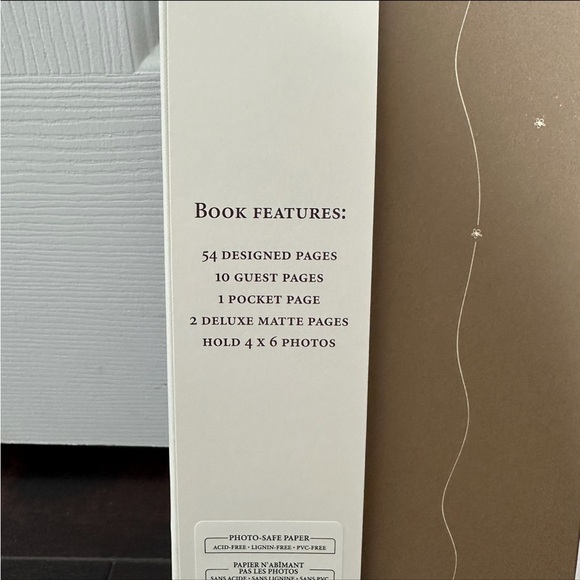 BOOK FEATURES:
54 DESIGNED PAGES
10 GUEST PAGES
1 POCKET PAGE
2 DELUXE MATTE PAGES
HOLD 4 X 6 PHOTOS
PHOTO-SAFE PAPER
ACID-FREE • LIGNIN-FREE • PVC-FREE
PAPIER N'ABÎMANT
PAS LES PHOTOS
SANS ACIDE • SANS LIGNINE • SANS PVC